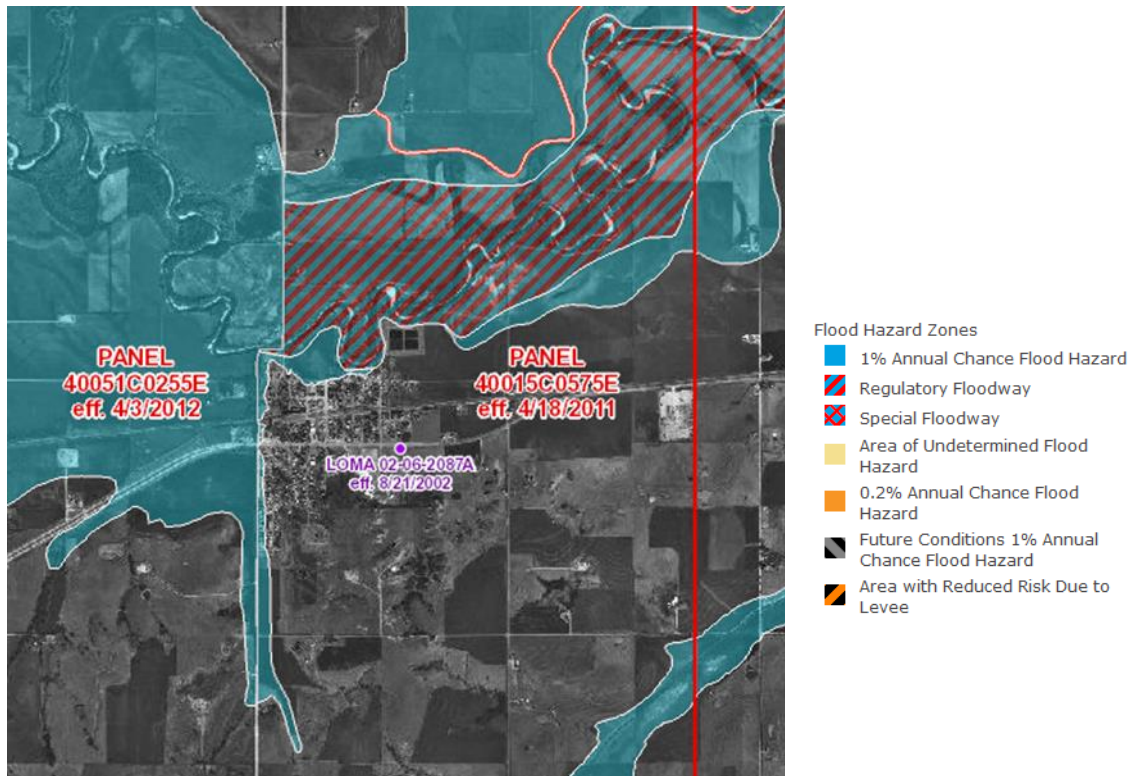 PANEL
40051C0255E
eff. 4/3/2012
PANEL
40015C0575E
eff. 4/18/2011
LOMA 02-06-2087A
eff. 8/21/2002
Flood Hazard Zones
1% Annual Chance Flood Hazard
Regulatory Floodway
Special Floodway
Area of Undetermined Flood
Hazard
0.2% Annual Chance Flood
Hazard
Future Conditions 1% Annual
Chance Flood Hazard
Area with Reduced Risk Due to
Levee